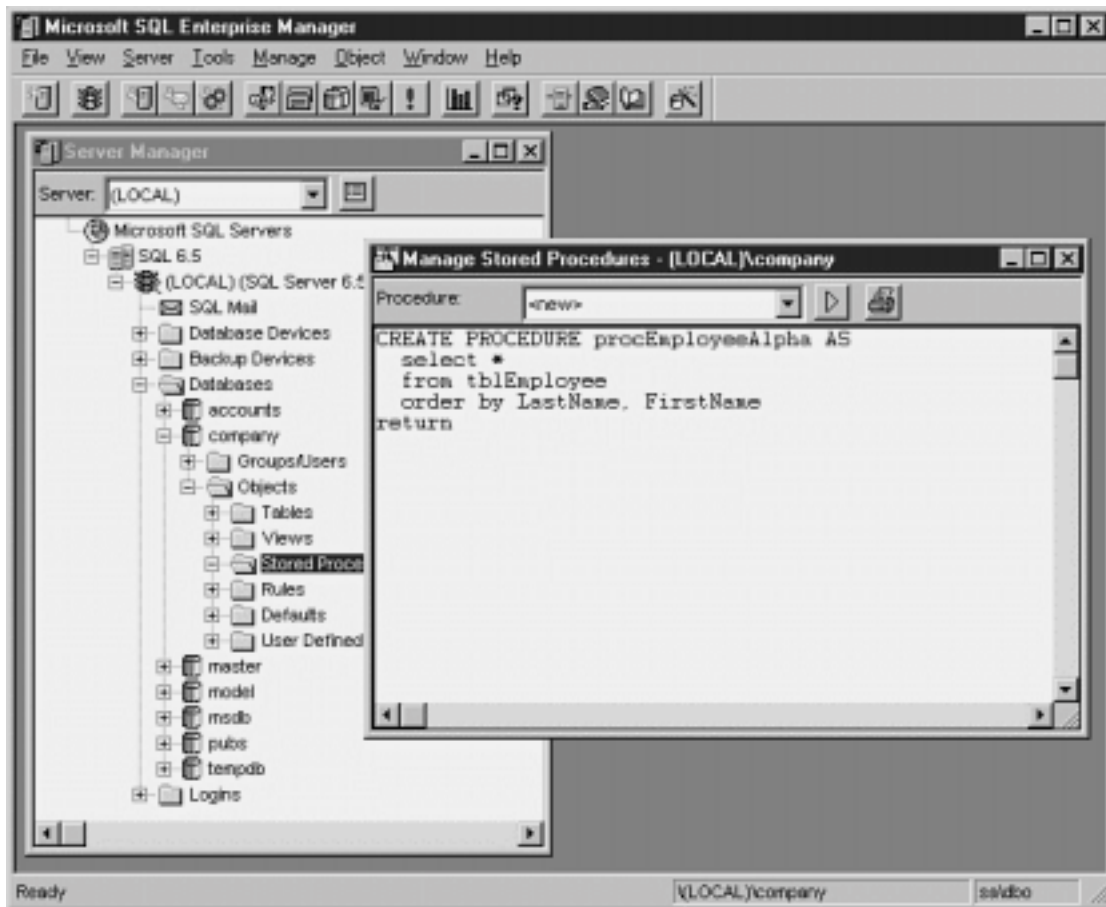 Microsoft SQL Enterprise Manager
File View Server Tools Manage Object Window Help
Server Manager
Server: (LOCAL)
Microsoft SQL Servers
SQL 6.5
(LOCAL) (SQL Server 6.5
SQL Mail
Database Devices
Backup Devices
Databases
accounts
company
Groups/Users
Objects
Tables
Views
Stored Proce
Rules
Defaults
User Defined
master
model
msdb
pubs
tempdb
Logins
Manage Stored Procedures - (LOCAL)\company
Procedure: <new>
CREATE PROCEDURE procEmployeeAlpha AS
select *
from tblEmployee
order by LastName, FirstName
return
Ready \(LOCAL)\company sa\dbo